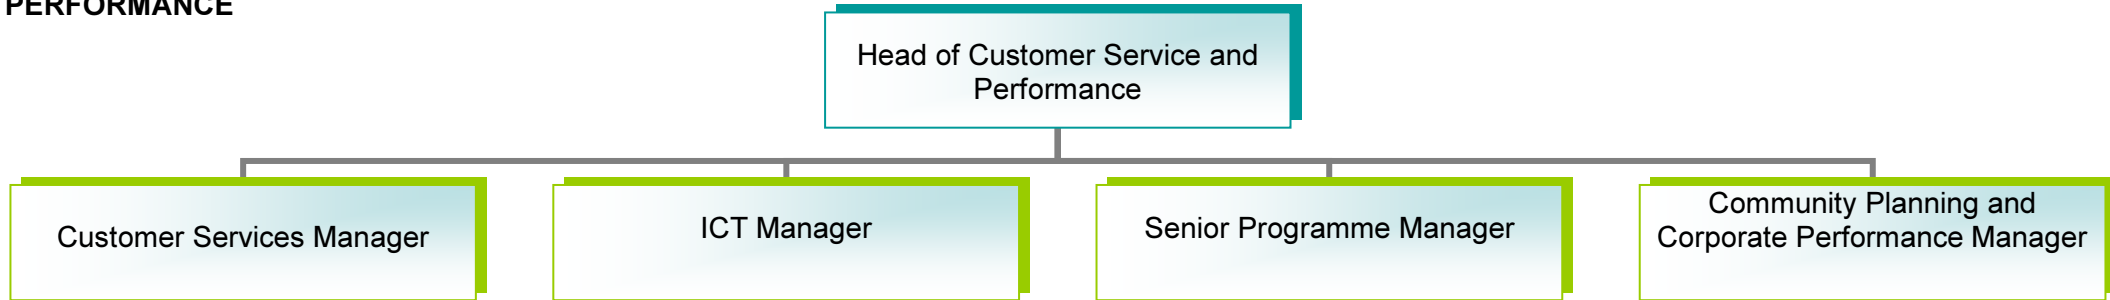 PERFORMANCE
Head of Customer Service and
Performance
Customer Services Manager
ICT Manager
Senior Programme Manager
Community Planning and
Corporate Performance Manager